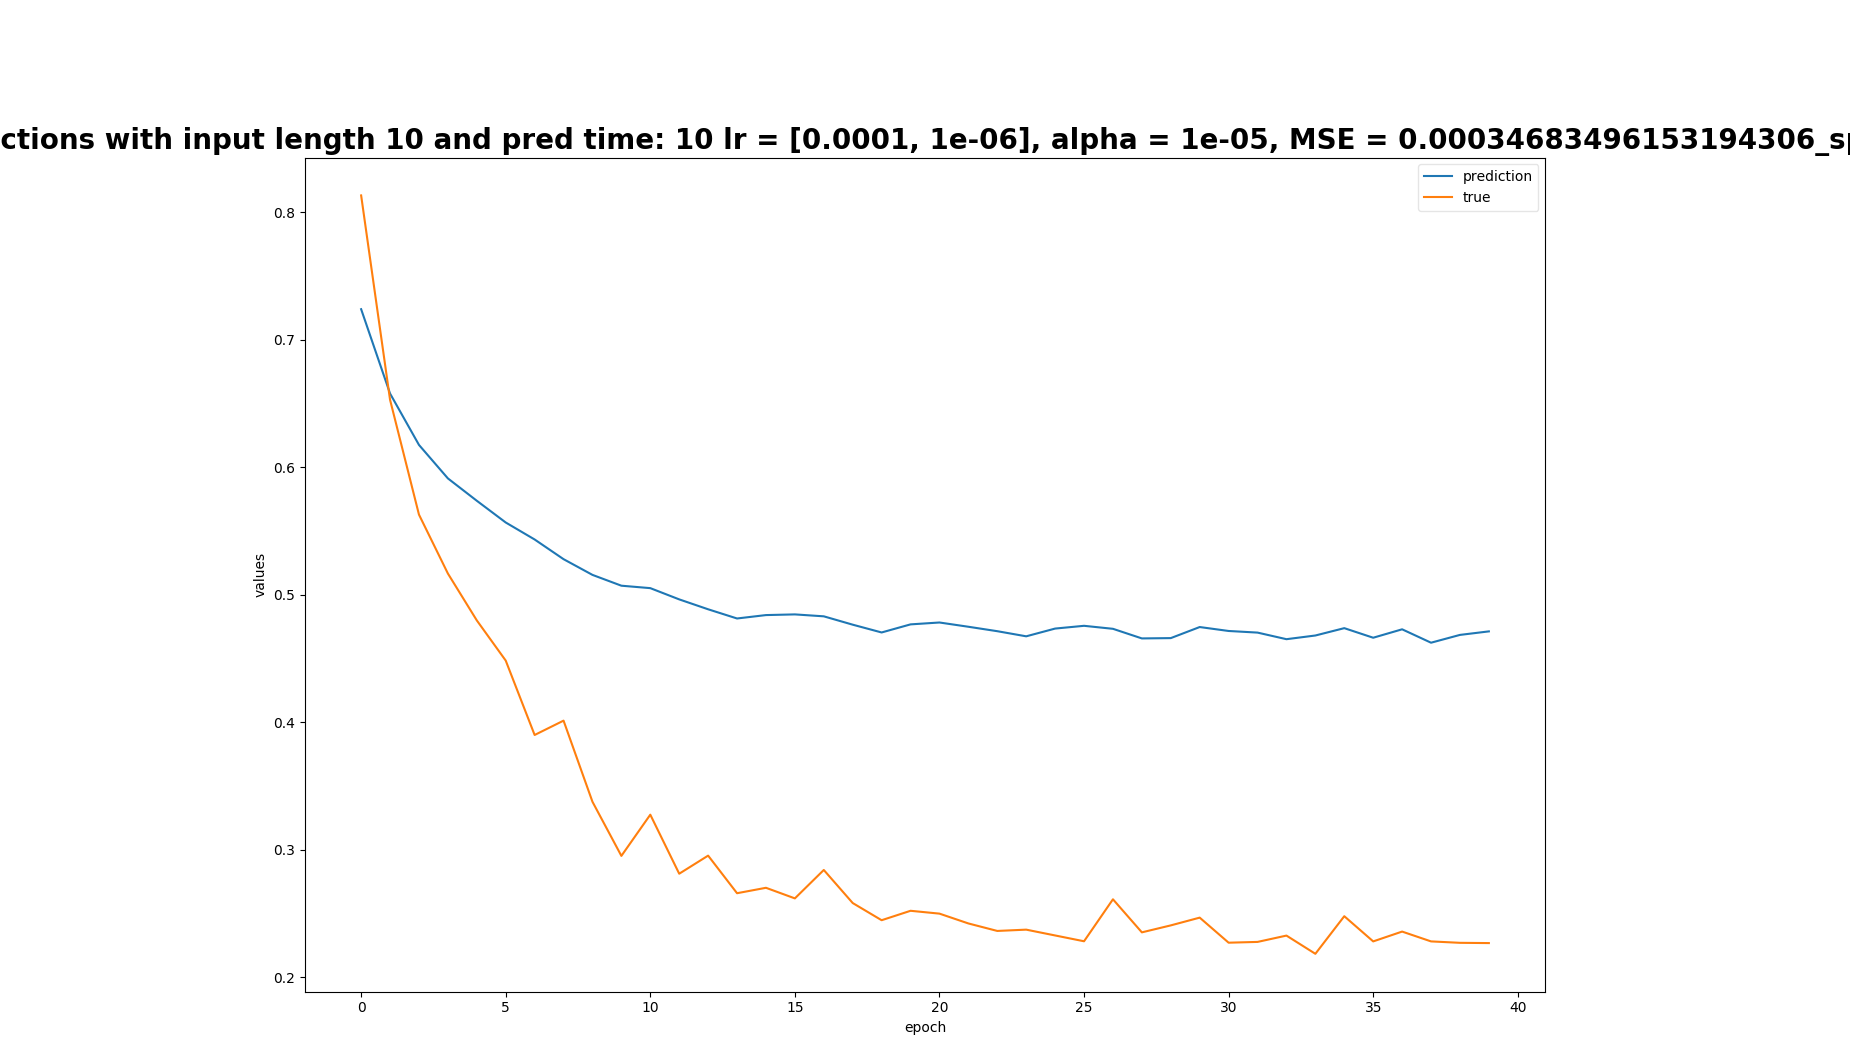 ctions with input length 10 and pred time: 10 lr = [0.0001, 1e-06], alpha = 1e-05, MSE = 0.00034683496153194306_sp
prediction
true
0.8
0.7
0.6
0.5
0.4
0.3
0.2
values
0 5 10 15 20 25 30 35 40
epoch